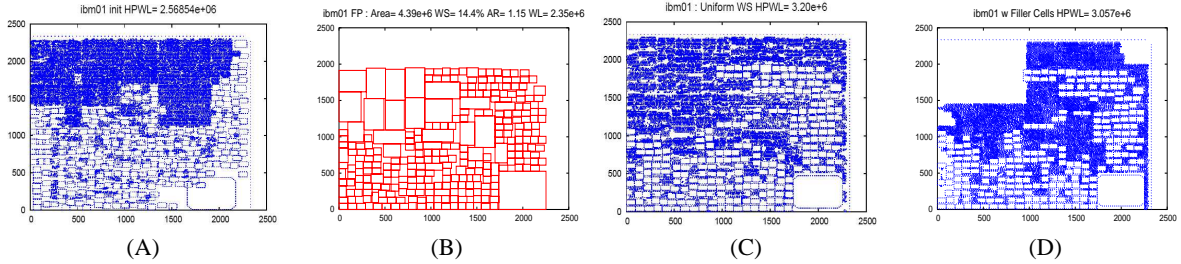 ibm01 init HPWL= 2.56854e+06
2500
2000
1500
1000
500
0
0 500 1000 1500 2000 2500
(A)
ibm01 FP : Area= 4.39e+6 WS= 14.4% AR= 1.15 WL= 2.35e+6
2500
2000
1500
1000
500
0
0 500 1000 1500 2000 2500
(B)
ibm01 : Uniform WS HPWL= 3.20e+6
2500
2000
1500
1000
500
0
0 500 1000 1500 2000 2500
(C)
ibm01 w Filler Cells HPWL= 3.057e+6
2500
2000
1500
1000
500
0
0 500 1000 1500 2000 2500
(D)